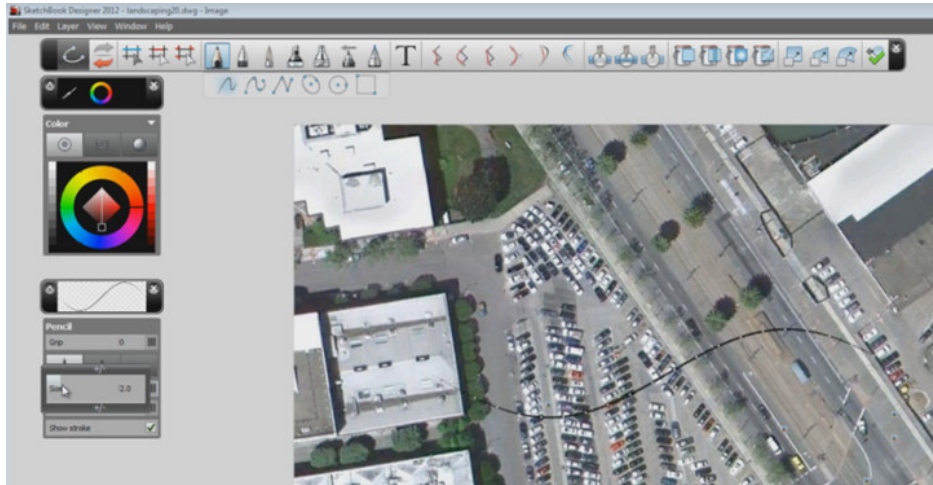 SketchBook Designer 2012 - landscaping20.dwg - Image
File Edit Layer View Window Help
T
Color
Pencil
Grip 0
+/-
Size 2.0
+/-
Show stroke